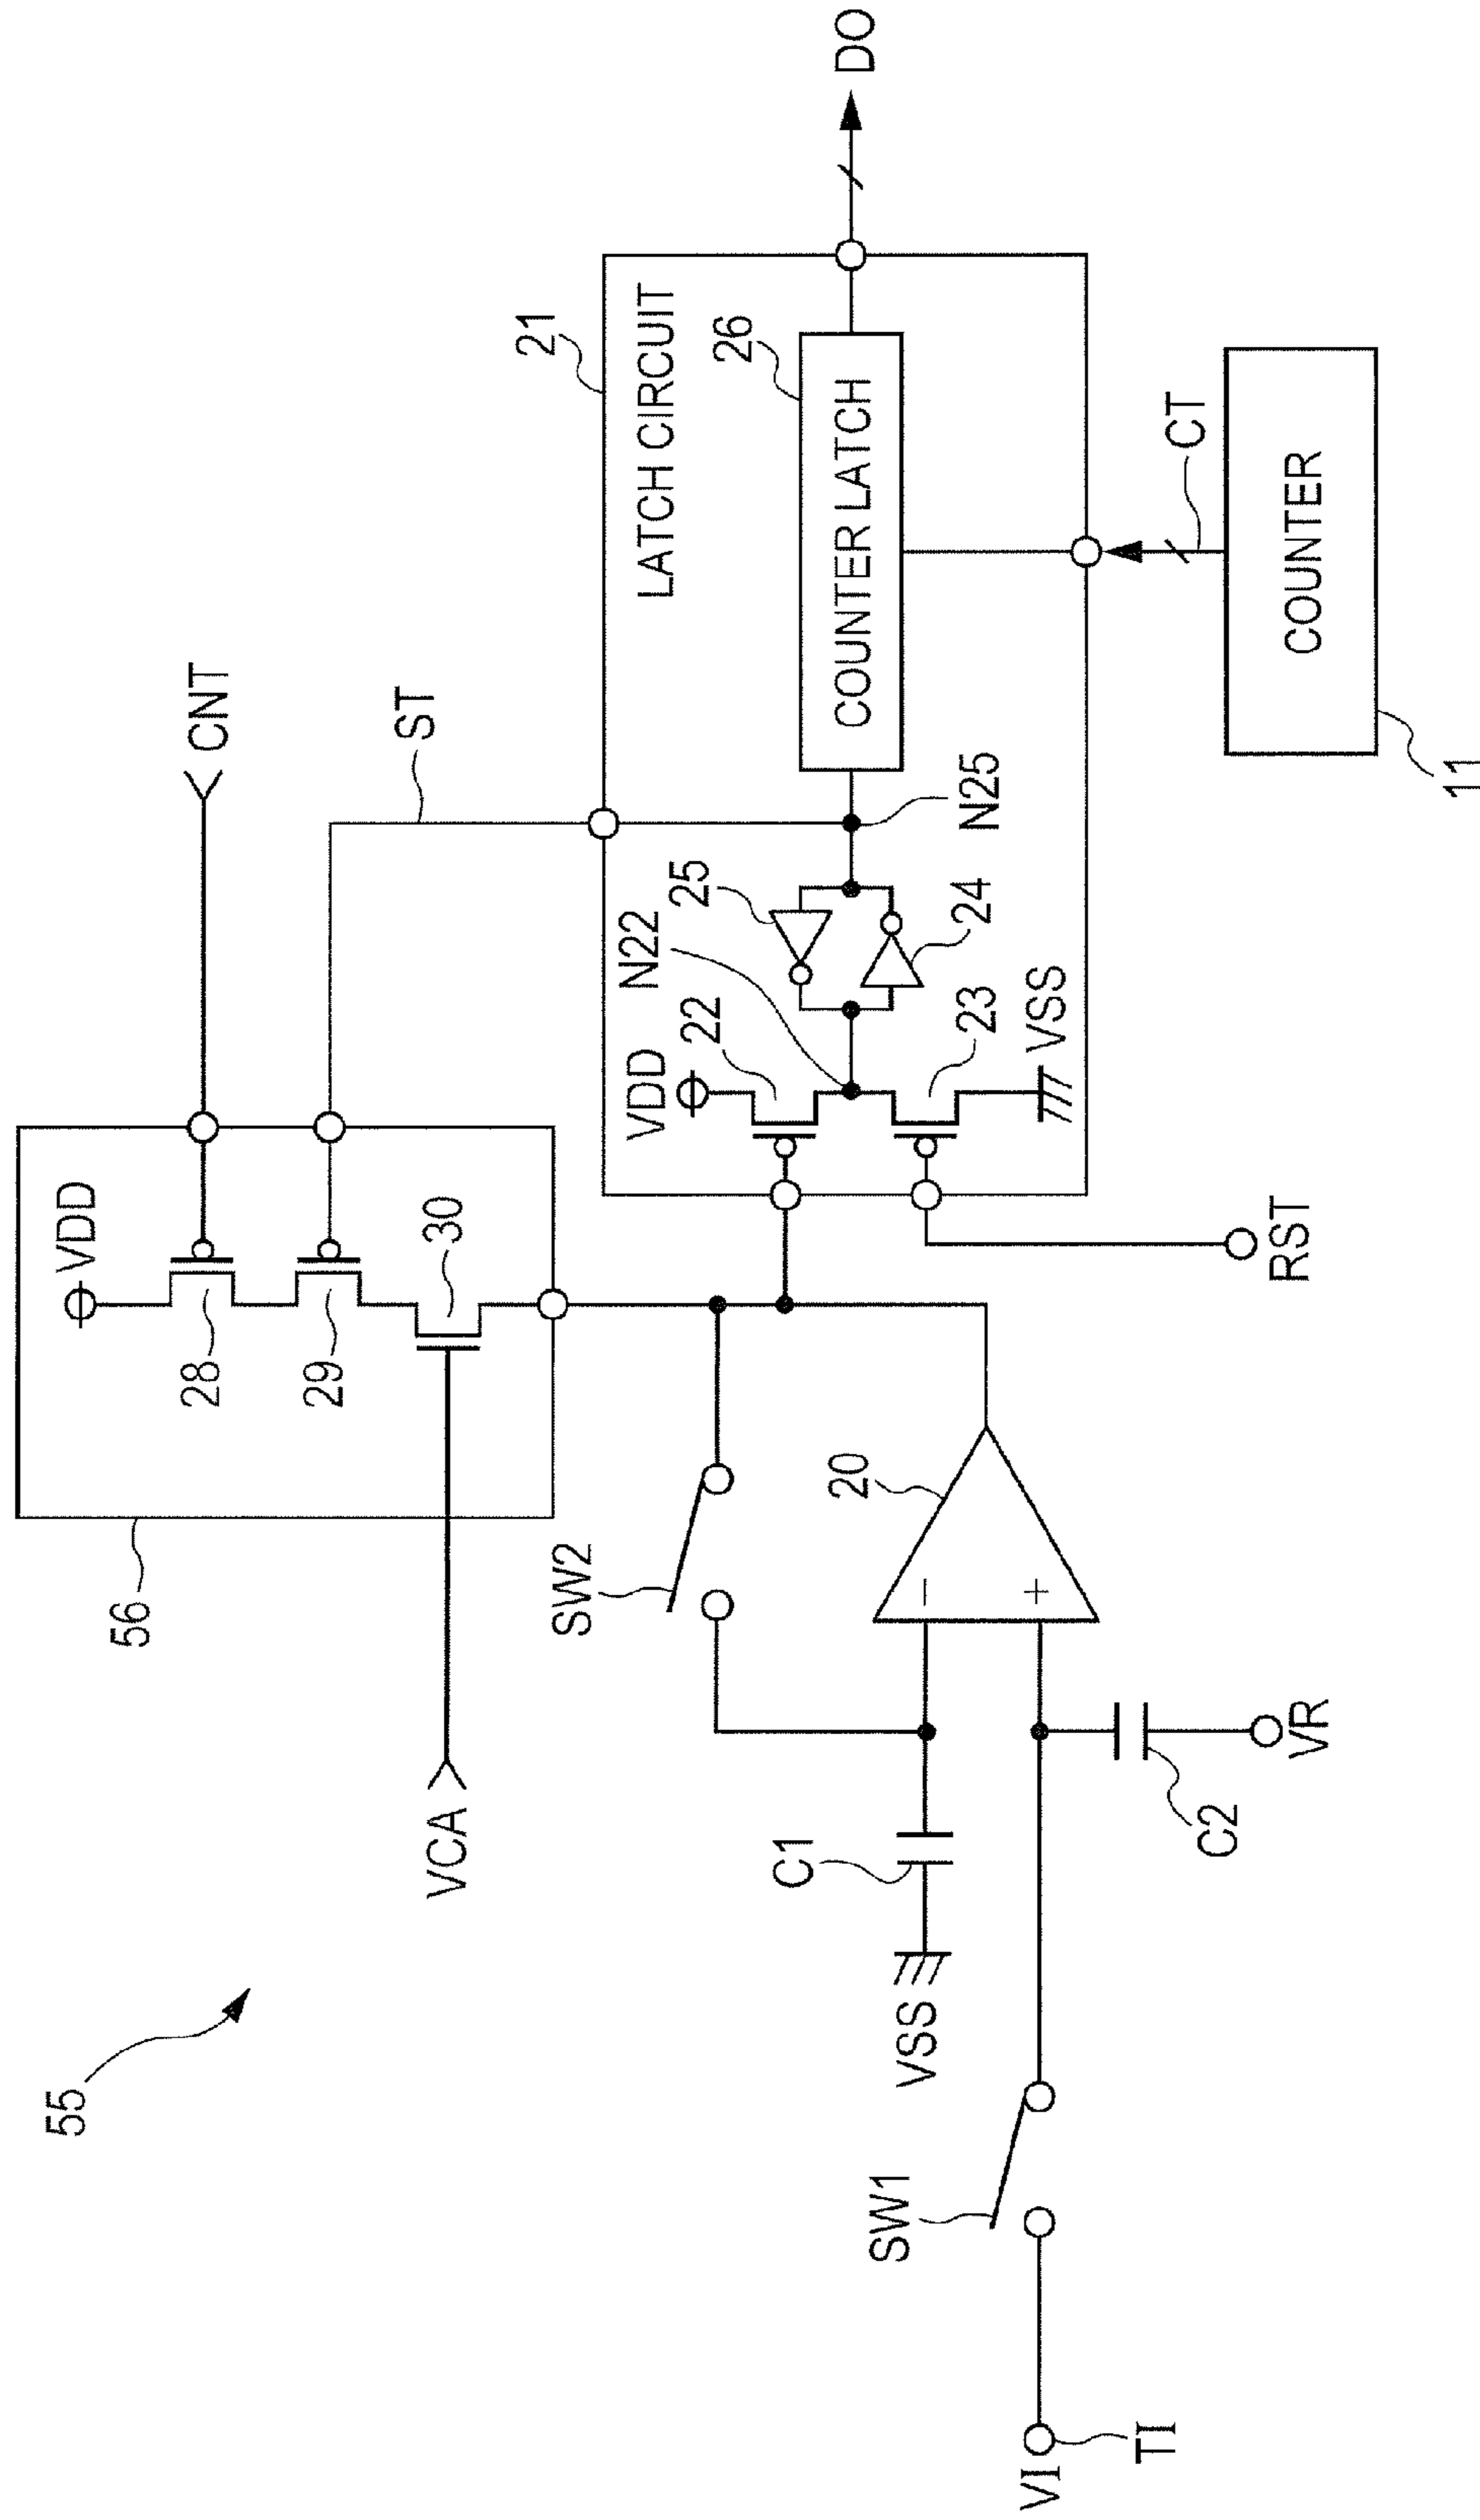 55
56
VDD
28
29
30
CNT
VCA
ST
SW2
21
LATCH CIRCUIT
VDD
22
N22
25
26
COUNTER LATCH
DO
20
−
+
23
24
N25
VSS
C1
VSS
SW1
VI
TI
C2
VR
RST
CT
COUNTER
11